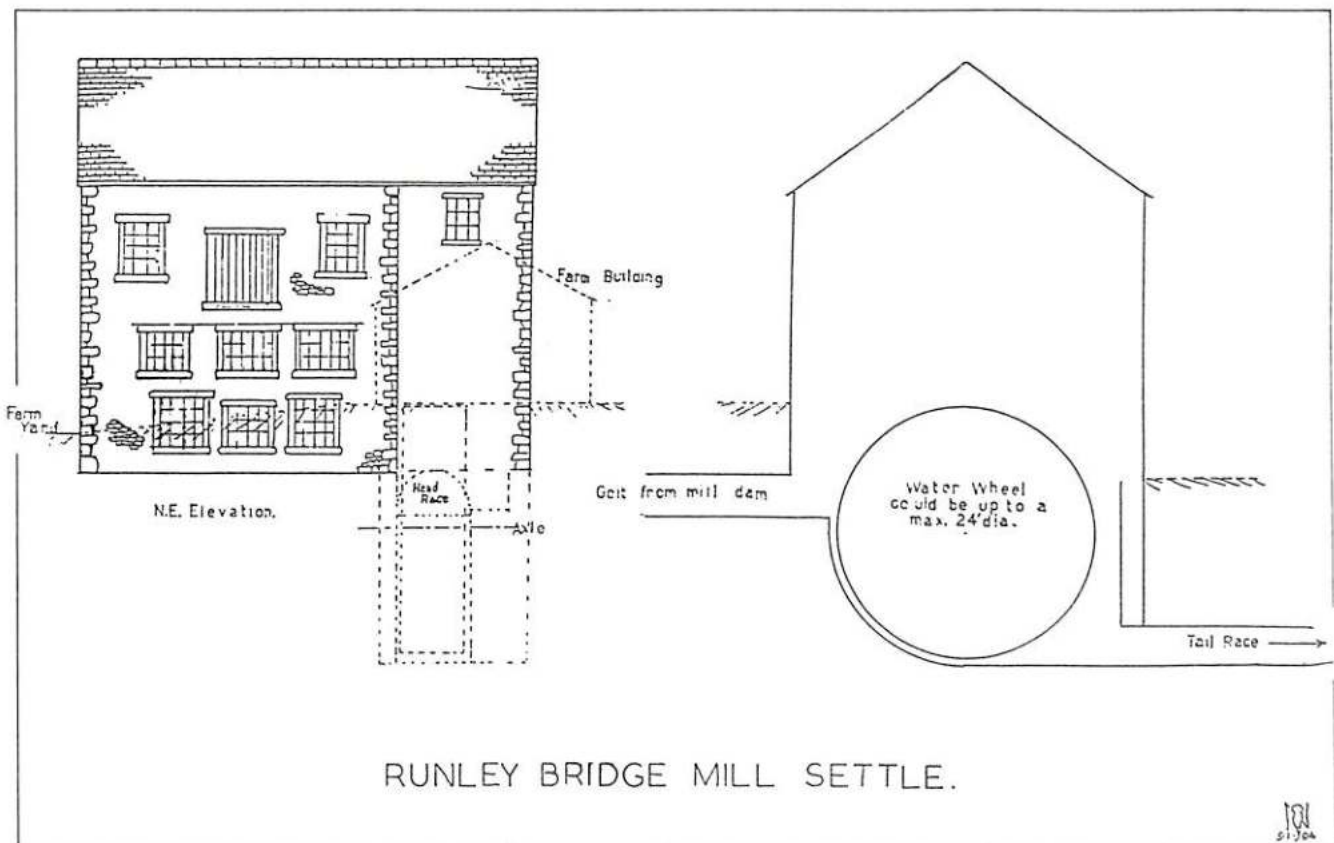 Farm Building
Farm
Yard
N.E. Elevation.
Head
Race
Axle
Goit from mill dam
Water Wheel
could be up to a
max. 24'dia.
Tail Race
RUNLEY BRIDGE MILL SETTLE.